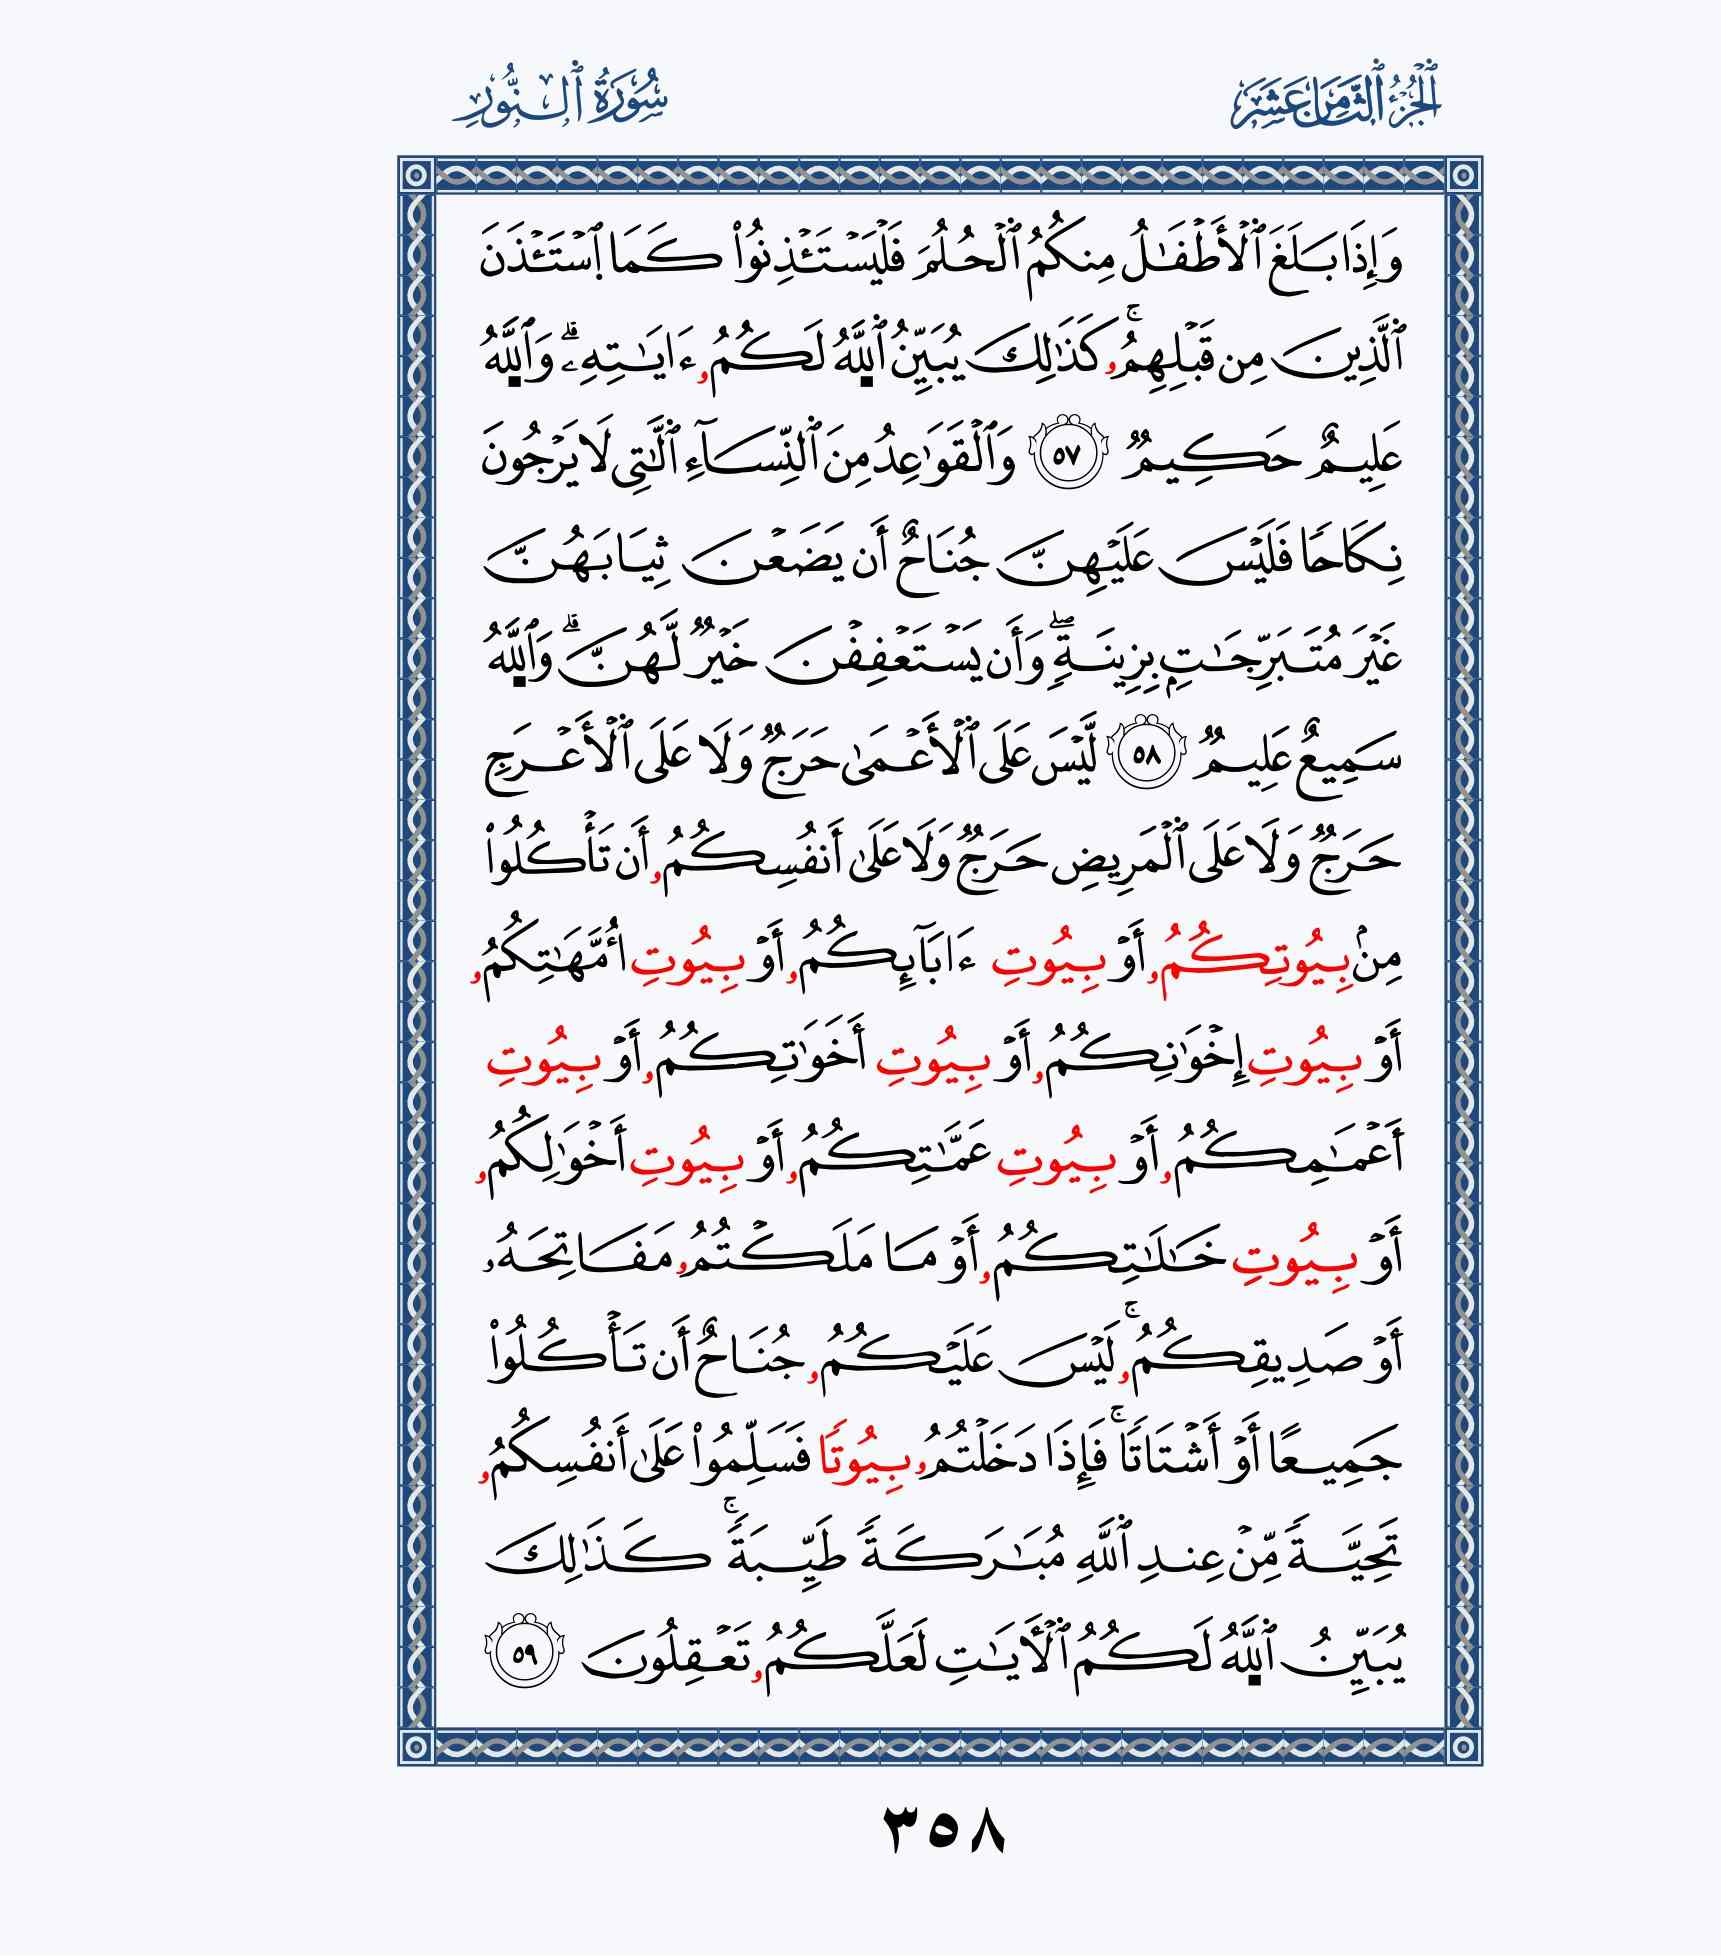 الجُزْءُ ٱلثَّامِنَ عَشَرَ
سُورَةُ ٱلنُّورِ
وَإِذَا بَلَغَ ٱلْأَطْفَٰلُ مِنكُمُ ٱلْحُلُمَ فَلْيَسْتَـْٔذِنُوا۟ كَمَا ٱسْتَـْٔذَنَ
ٱلَّذِينَ مِن قَبْلِهِمُۥ ۚ كَذَٰلِكَ يُبَيِّنُ ٱللَّهُ لَكُمُۥ ءَايَٰتِهِۦ ۗ وَٱللَّهُ
عَلِيمٌ حَكِيمٌ ٥٧ وَٱلْقَوَٰعِدُ مِنَ ٱلنِّسَآءِ ٱلَّٰتِى لَا يَرْجُونَ
نِكَاحًا فَلَيْسَ عَلَيْهِنَّ جُنَاحٌ أَن يَضَعْنَ ثِيَابَهُنَّ
غَيْرَ مُتَبَرِّجَٰتٍۭ بِزِينَةٍ ۖ وَأَن يَسْتَعْفِفْنَ خَيْرٌ لَّهُنَّ ۗ وَٱللَّهُ
سَمِيعٌ عَلِيمٌ ٥٨ لَّيْسَ عَلَى ٱلْأَعْمَىٰ حَرَجٌ وَلَا عَلَى ٱلْأَعْرَجِ
حَرَجٌ وَلَا عَلَى ٱلْمَرِيضِ حَرَجٌ وَلَا عَلَىٰ أَنفُسِكُمُۥ أَن تَأْكُلُوا۟
مِنۢ بِيُوتِكُمُۥ أَوْ بِيُوتِ ءَابَآئِكُمُۥ أَوْ بِيُوتِ أُمَّهَٰتِكُمُۥ
أَوْ بِيُوتِ إِخْوَٰنِكُمُۥ أَوْ بِيُوتِ أَخَوَٰتِكُمُۥ أَوْ بِيُوتِ
أَعْمَٰمِكُمُۥ أَوْ بِيُوتِ عَمَّٰتِكُمُۥ أَوْ بِيُوتِ أَخْوَٰلِكُمُۥ
أَوْ بِيُوتِ خَٰلَٰتِكُمُۥ أَوْ مَا مَلَكْتُمُۥ مَفَاتِحَهُۥ
أَوْ صَدِيقِكُمُۥ ۚ لَيْسَ عَلَيْكُمُۥ جُنَاحٌ أَن تَأْكُلُوا۟
جَمِيعًا أَوْ أَشْتَاتًا ۚ فَإِذَا دَخَلْتُمُۥ بِيُوتًا فَسَلِّمُوا۟ عَلَىٰ أَنفُسِكُمُۥ
تَحِيَّةً مِّنْ عِندِ ٱللَّهِ مُبَٰرَكَةً طَيِّبَةً ۚ كَذَٰلِكَ
يُبَيِّنُ ٱللَّهُ لَكُمُ ٱلْأٓيَٰتِ لَعَلَّكُمُۥ تَعْقِلُونَ ٥٩
٣٥٨